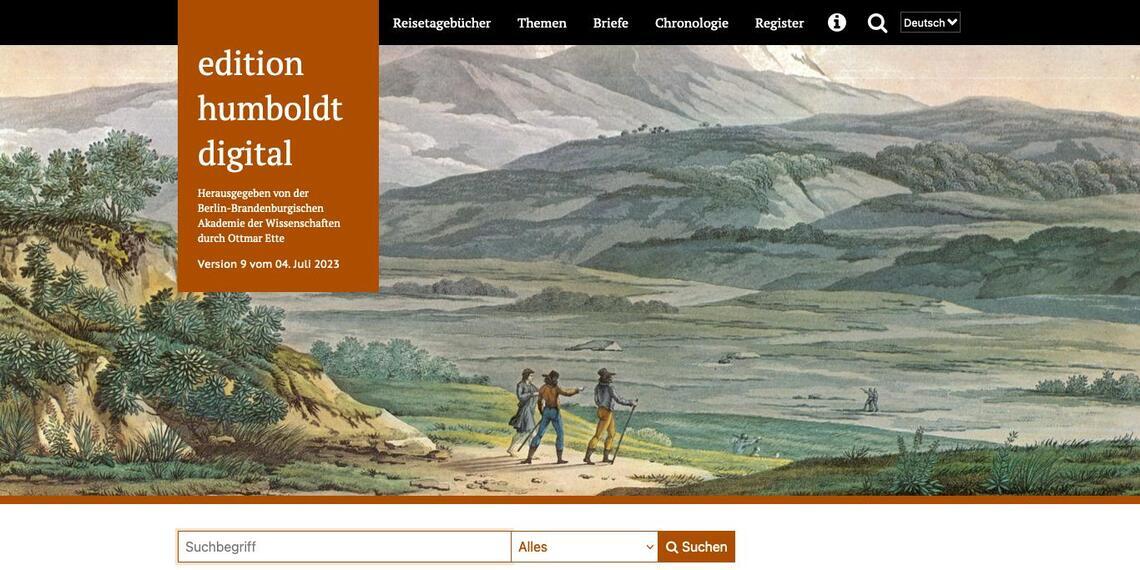 Reisetagebücher Themen Briefe Chronologie Register Deutsch
edition
humboldt
digital
Herausgegeben von der
Berlin-Brandenburgischen
Akademie der Wissenschaften
durch Ottmar Ette
Version 9 vom 04. Juli 2023
Suchbegriff Alles Suchen